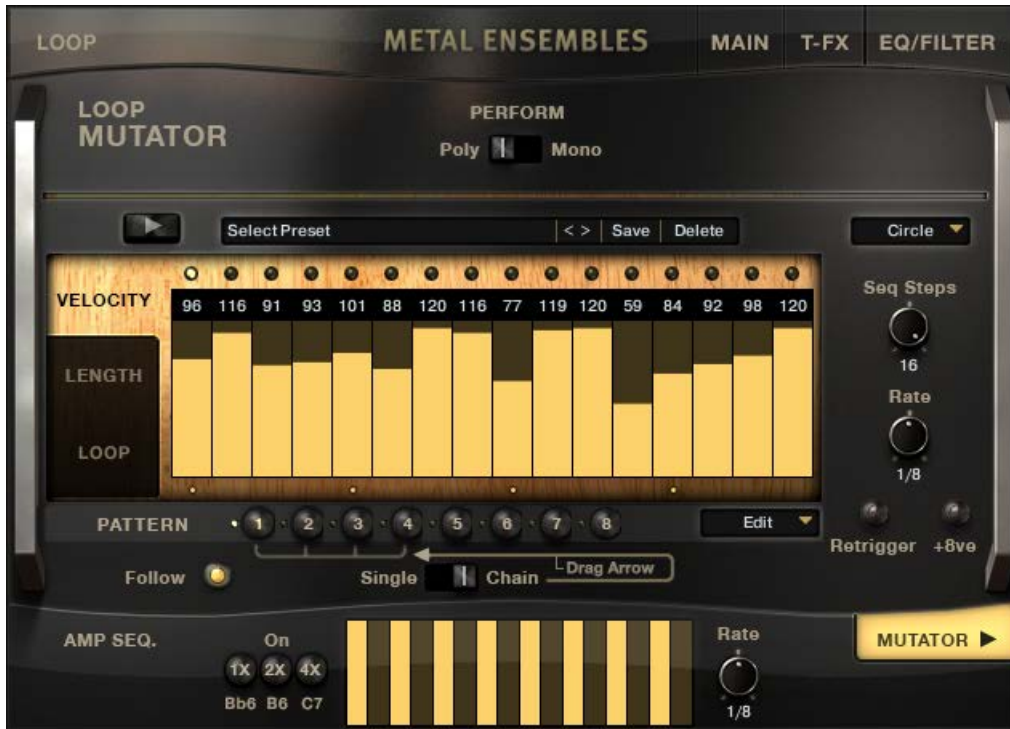 LOOP METAL ENSEMBLES MAIN T-FX EQ/FILTER
LOOP
MUTATOR
PERFORM
Poly Mono
Select Preset < > Save Delete Circle
VELOCITY
96 116 91 93 101 88 120 116 77 119 120 59 84 92 98 120
Seq Steps
16
LENGTH
Rate
LOOP
1/8
PATTERN 1 2 3 4 5 6 7 8 Edit
Retrigger +8ve
Follow Single Chain Drag Arrow
AMP SEQ. On Rate MUTATOR
1X 2X 4X
Bb6 B6 C7 1/8